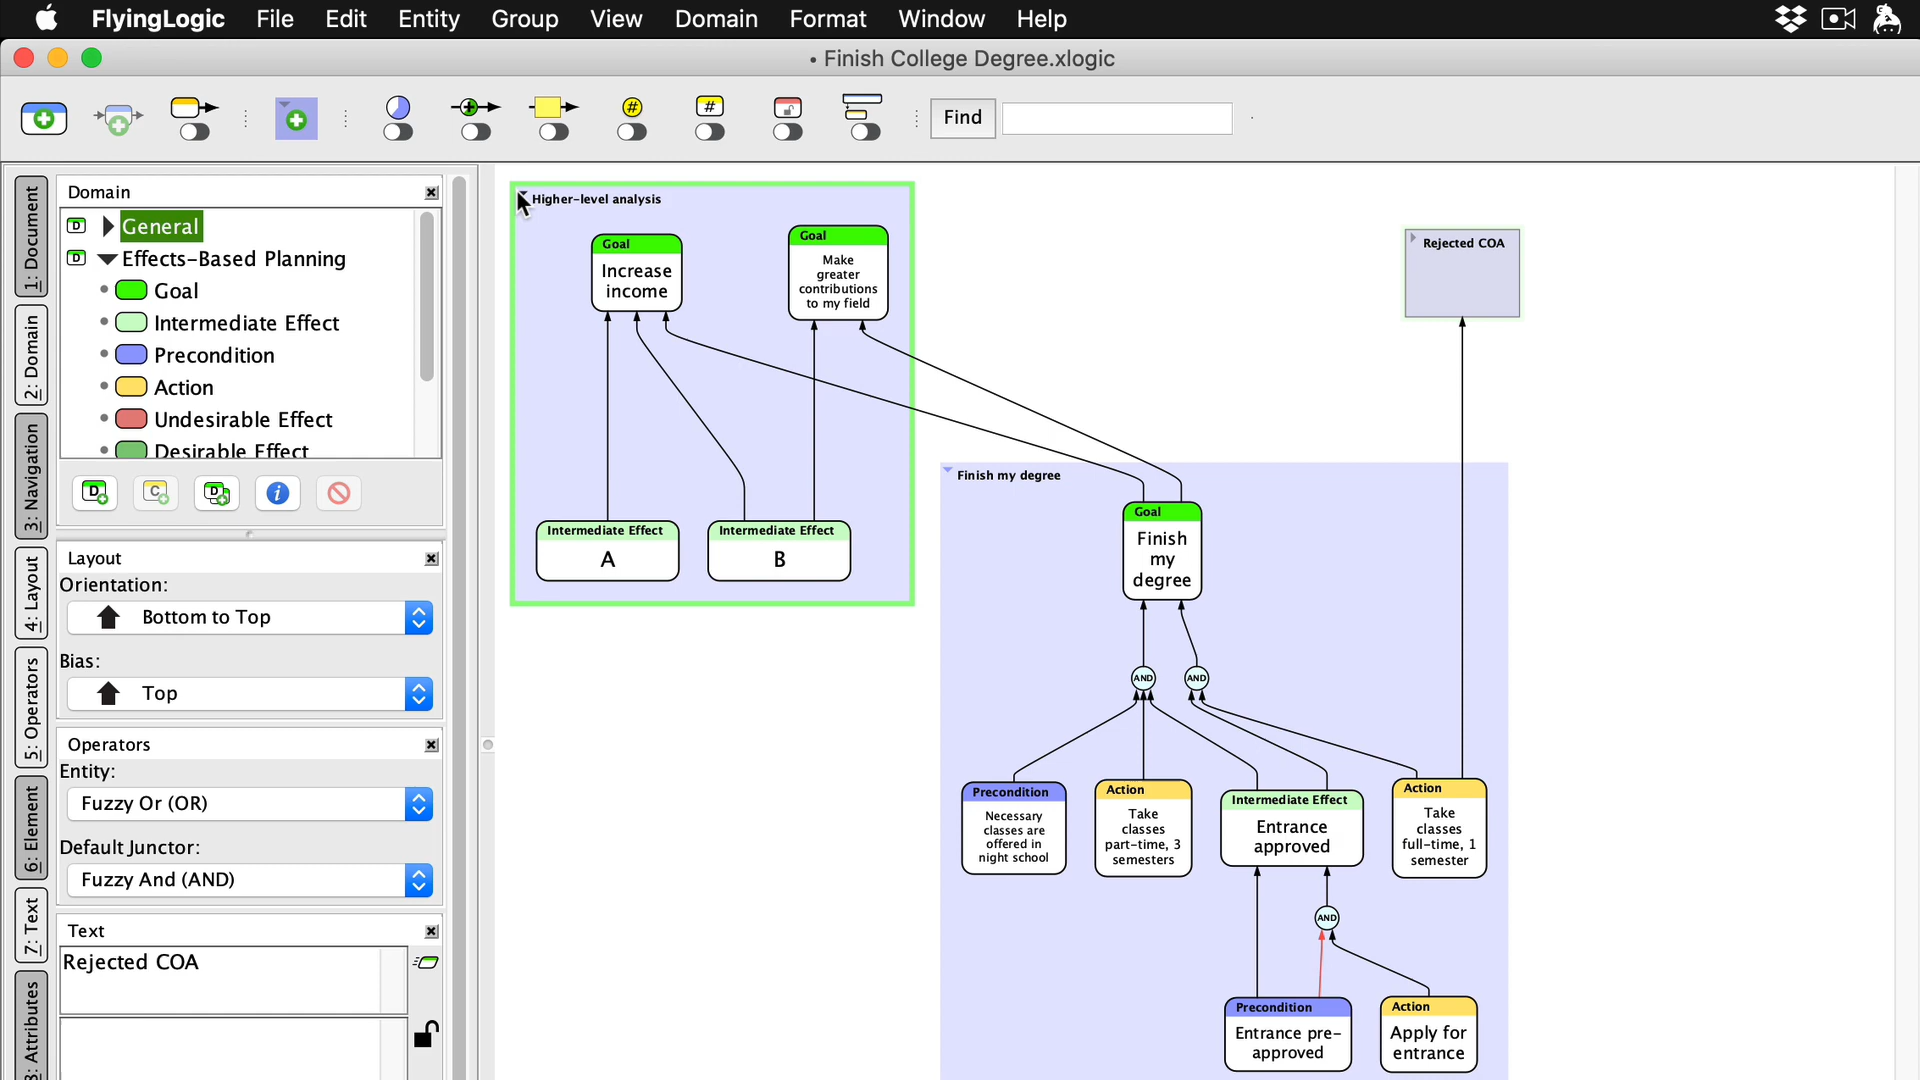 FlyingLogic File Edit Entity Group View Domain Format Window Help
• Finish College Degree.xlogic
# #
Find
1: Document
2: Domain
3: Navigation
4: Layout
5: Operators
6: Element
7: Text
8: Attributes
Domain
D General
D Effects-Based Planning
Goal
Intermediate Effect
Precondition
Action
Undesirable Effect
Desirable Effect
D C D i
Layout
Orientation:
Bottom to Top
Bias:
Top
Operators
Entity:
Fuzzy Or (OR)
Default Junctor:
Fuzzy And (AND)
Text
Rejected COA
Higher-level analysis
Goal
Increase
income
Goal
Make
greater
contributions
to my field
Intermediate Effect
A
Intermediate Effect
B
Rejected COA
Finish my degree
Goal
Finish
my
degree
AND
AND
Precondition
Necessary
classes are
offered in
night school
Action
Take
classes
part-time, 3
semesters
Intermediate Effect
Entrance
approved
Action
Take
classes
full-time, 1
semester
AND
Precondition
Entrance pre-
approved
Action
Apply for
entrance